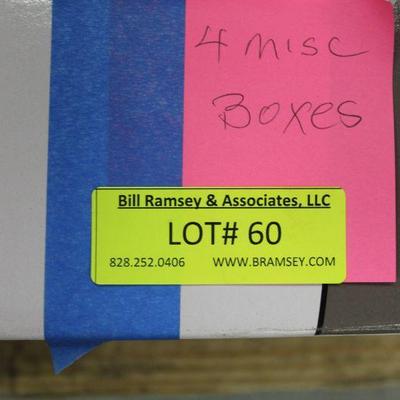 4 misc
Boxes
Bill Ramsey & Associates, LLC
LOT# 60
828.252.0406 WWW.BRAMSEY.COM